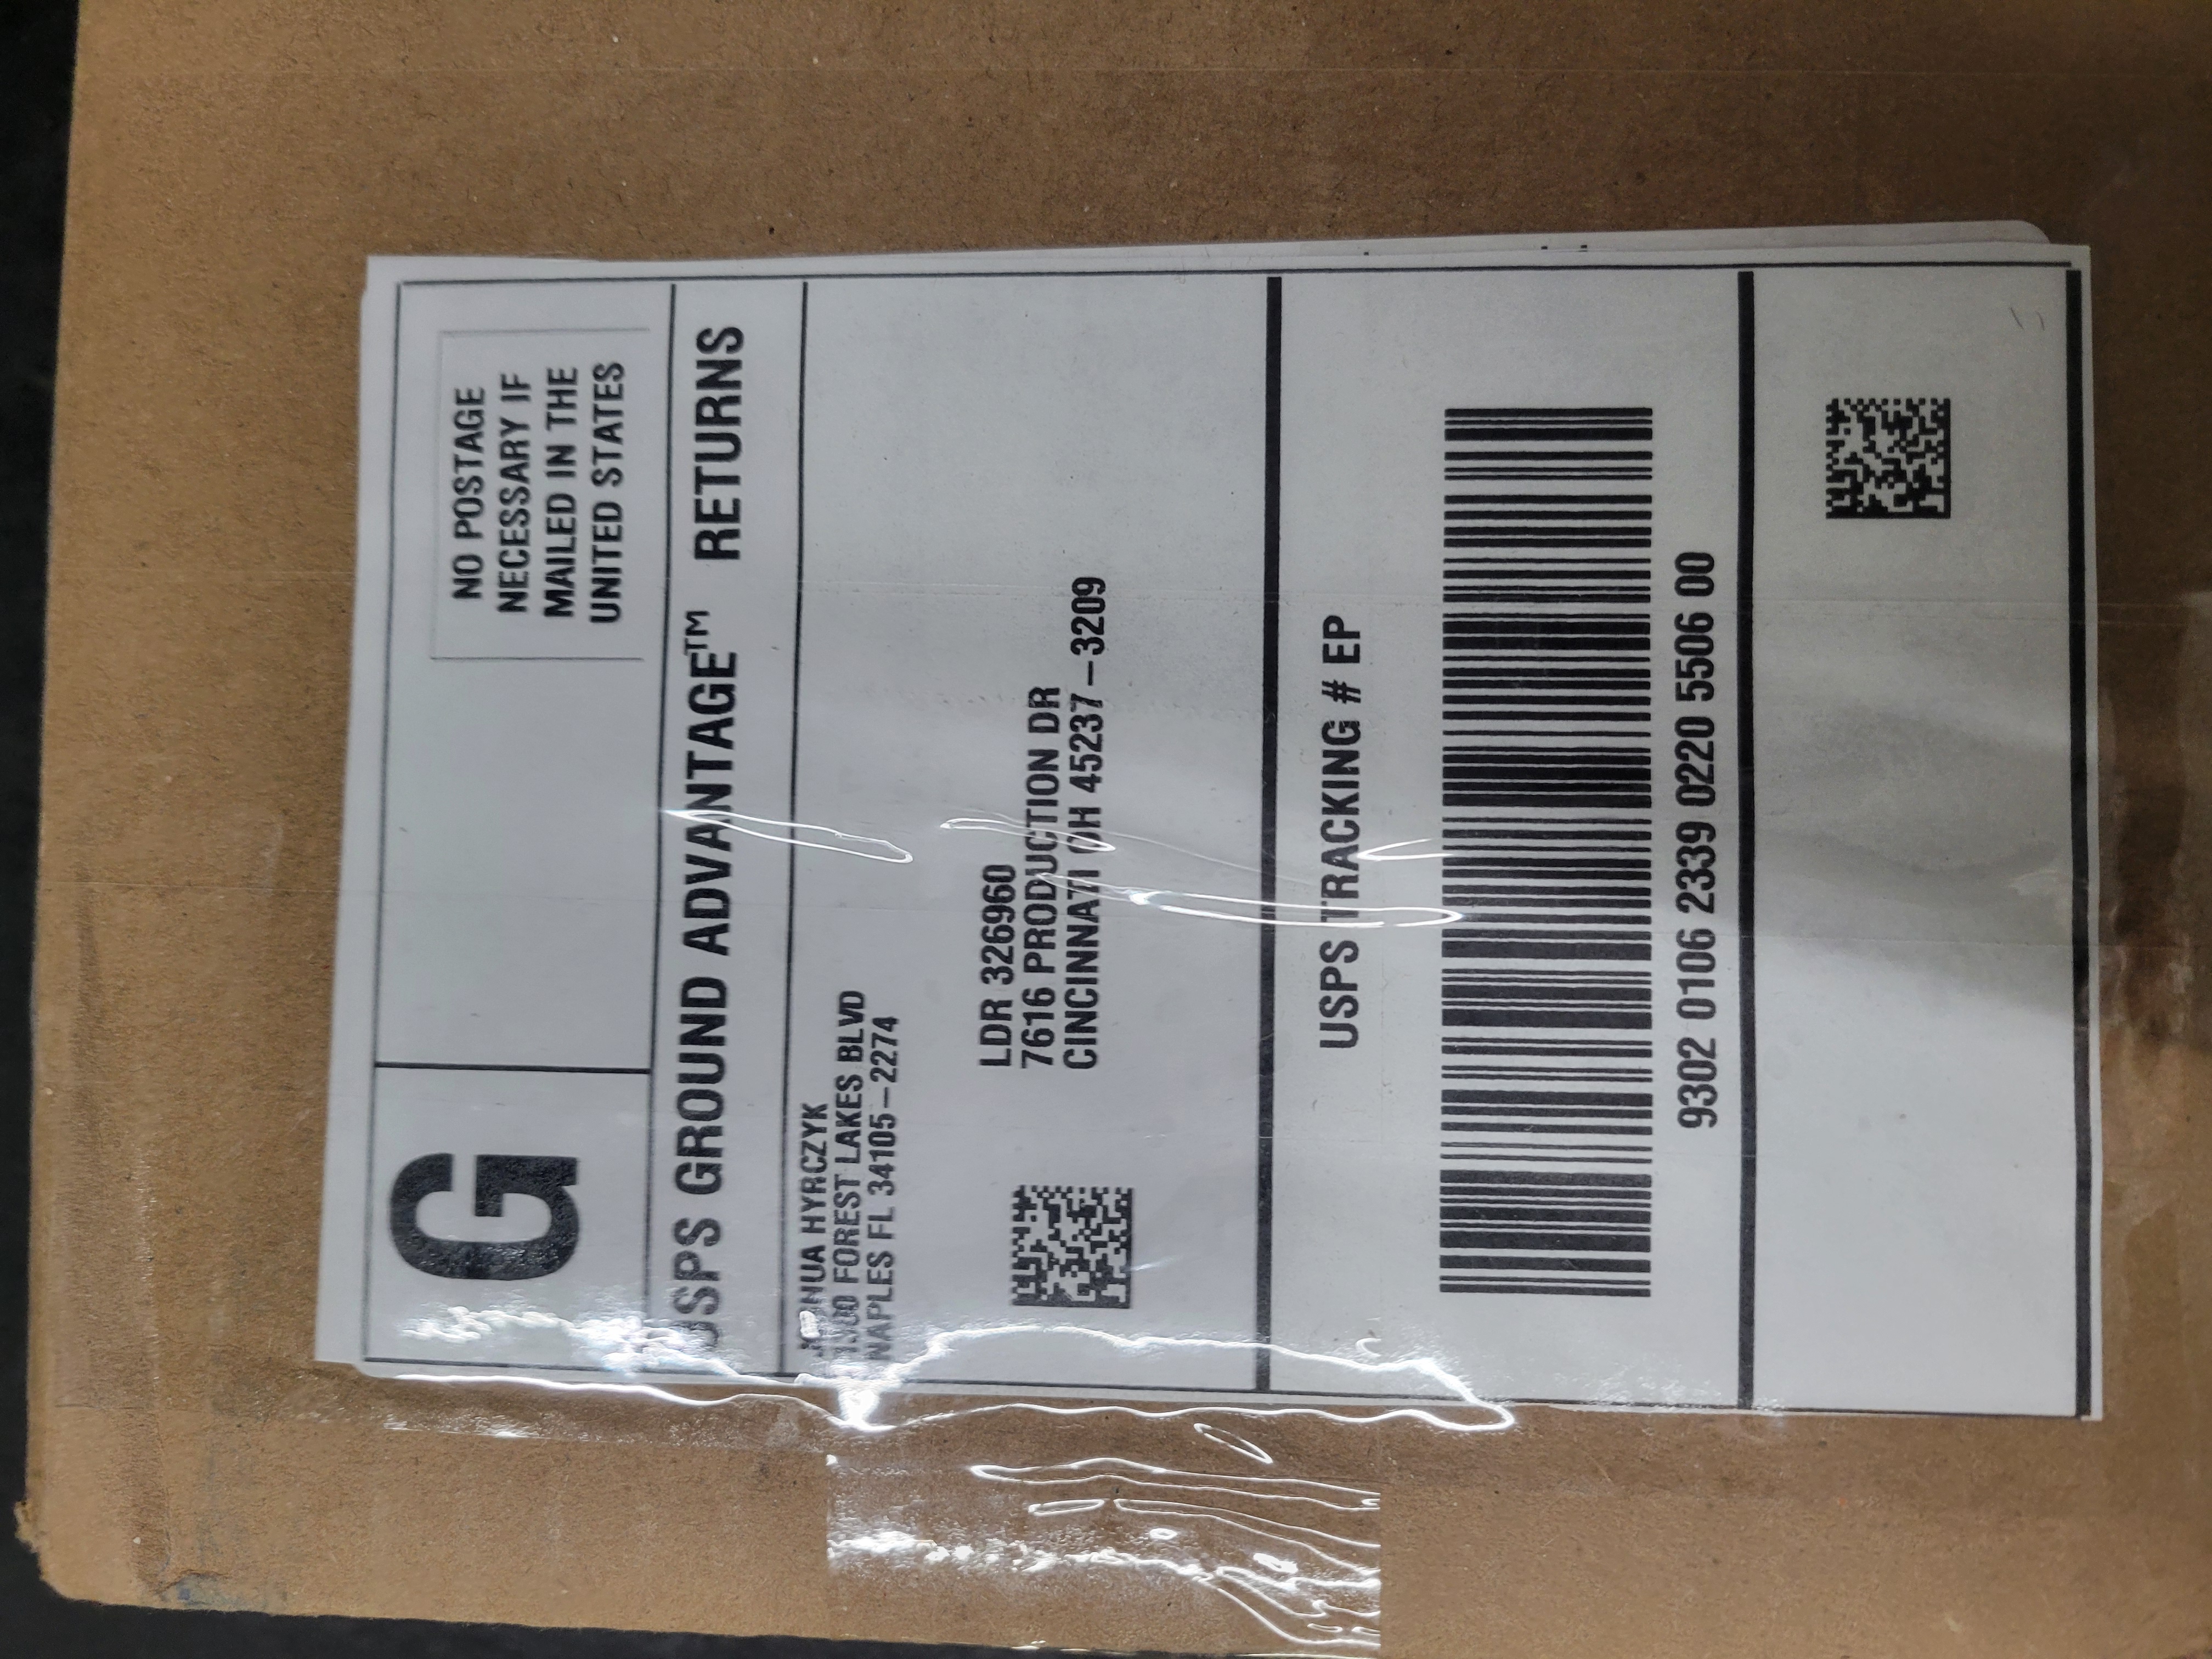 G
NO POSTAGE
NECESSARY IF
MAILED IN THE
UNITED STATES
USPS GROUND ADVANTAGE™ RETURNS
HYRCZYK
FOREST LAKES BLVD
NAPLES FL 34105-2274
LDR 326960
7616 PRODUCTION DR
CINCINNATI OH 45237-3209
USPS TRACKING # EP
9302 0106 2339 0220 5506 00